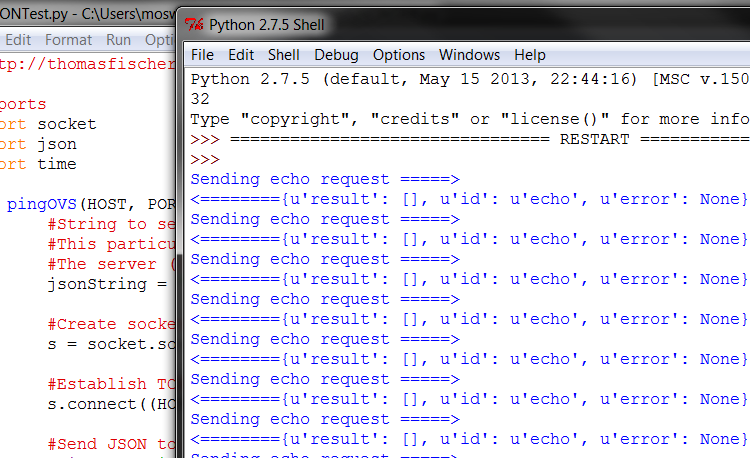 ONTest.py - C:\Users\mosw
Edit Format Run Optio
tp://thomasfischer
ports
ort socket
ort json
ort time
pingOVS(HOST, POR
#String to se
#This particu
#The server (
jsonString =
#Create socke
s = socket.so
#Establish TC
s.connect((HO
#Send JSON to
Python 2.7.5 Shell
File Edit Shell Debug Options Windows Help
Python 2.7.5 (default, May 15 2013, 22:44:16) [MSC v.150
32
Type "copyright", "credits" or "license()" for more info
>>> ================================ RESTART ===========
>>>
Sending echo request =====>
<========{u'result': [], u'id': u'echo', u'error': None}
Sending echo request =====>
<========{u'result': [], u'id': u'echo', u'error': None}
Sending echo request =====>
<========{u'result': [], u'id': u'echo', u'error': None}
Sending echo request =====>
<========{u'result': [], u'id': u'echo', u'error': None}
Sending echo request =====>
<========{u'result': [], u'id': u'echo', u'error': None}
Sending echo request =====>
<========{u'result': [], u'id': u'echo', u'error': None}
Sending echo request =====>
<========{u'result': [], u'id': u'echo', u'error': None}
Sending echo request =====>